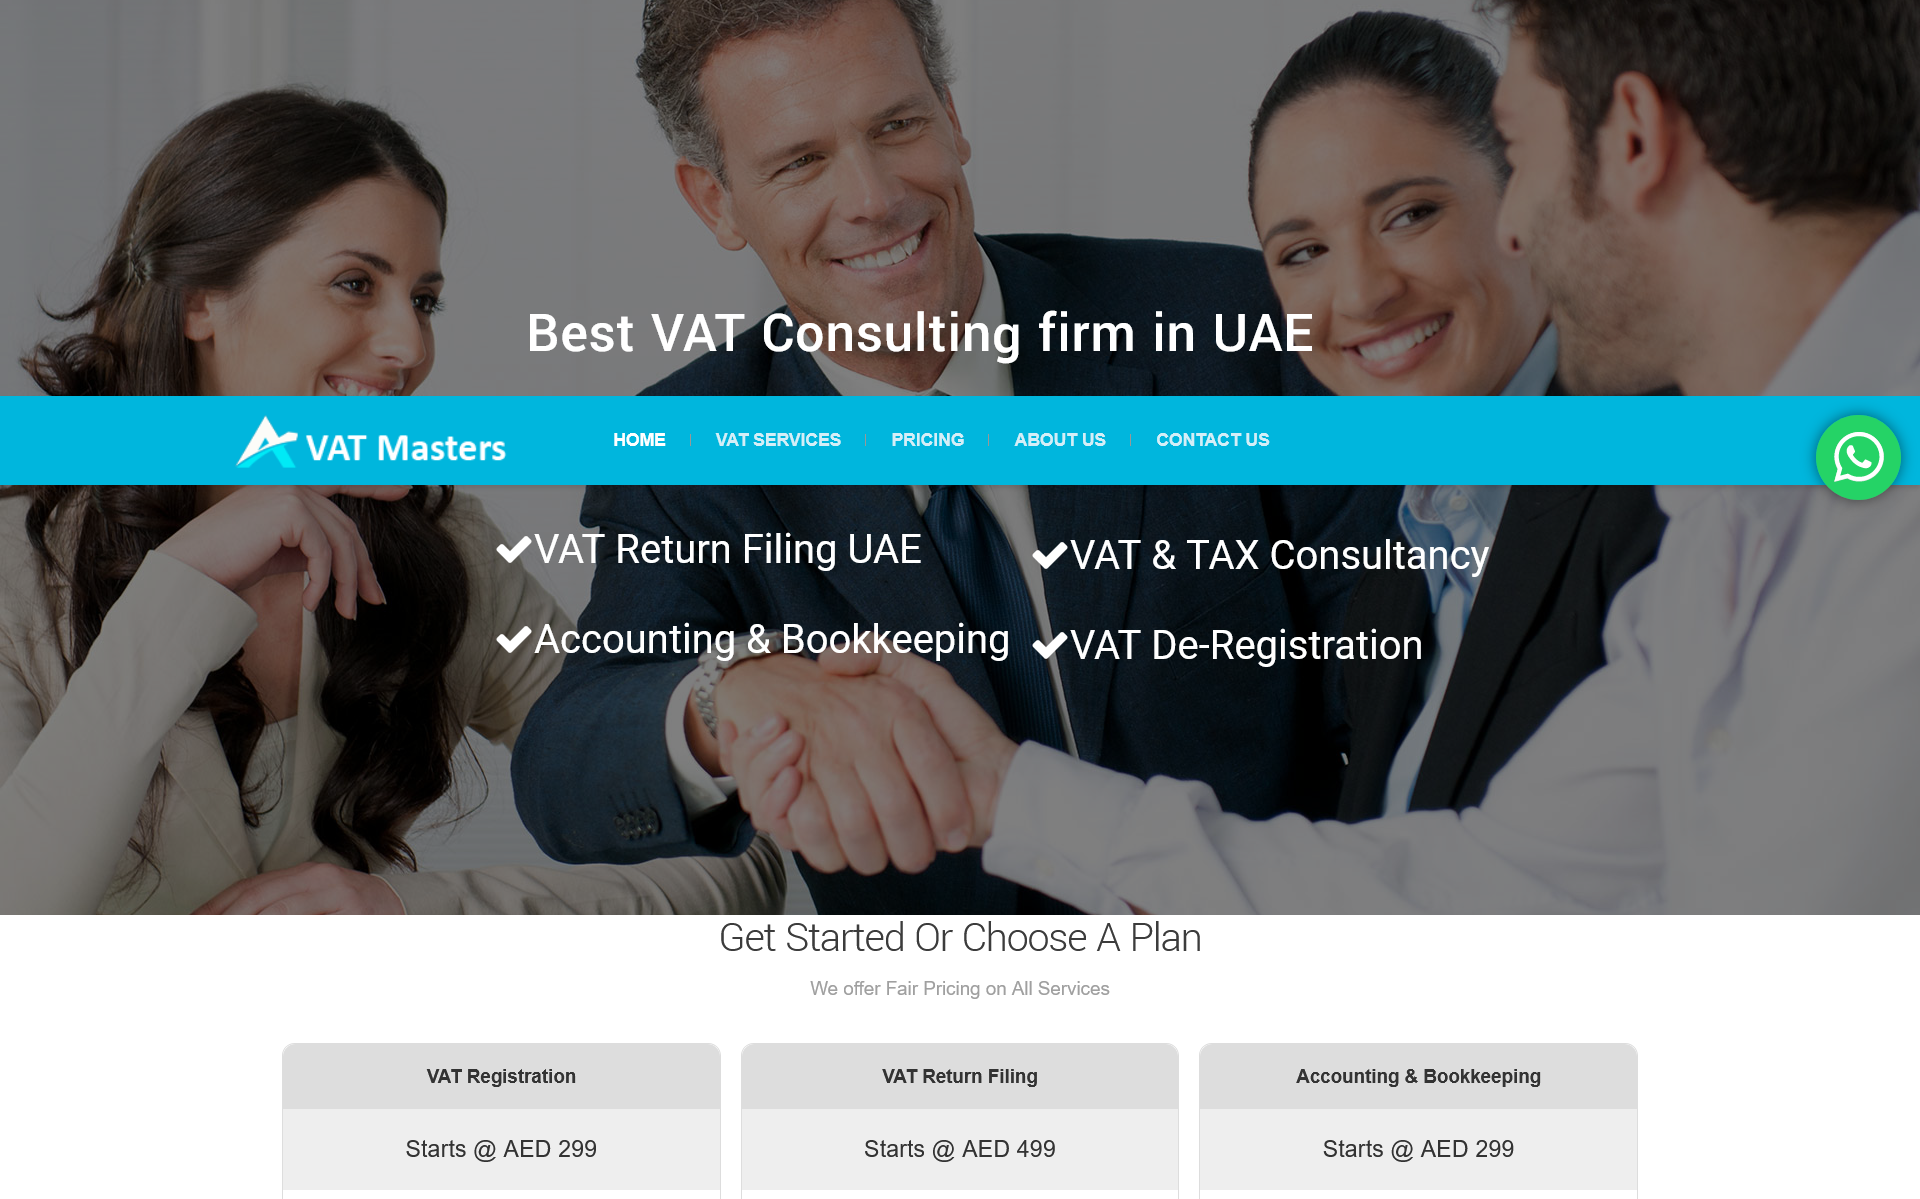 Best VAT Consulting firm in UAE
VAT Masters
HOME
VAT SERVICES
PRICING
ABOUT US
CONTACT US
VAT Return Filing UAE
VAT & TAX Consultancy
Accounting & Bookkeeping
VAT De-Registration
Get Started Or Choose A Plan
We offer Fair Pricing on All Services
VAT Registration
Starts @ AED 299
VAT Return Filing
Starts @ AED 499
Accounting & Bookkeeping
Starts @ AED 299